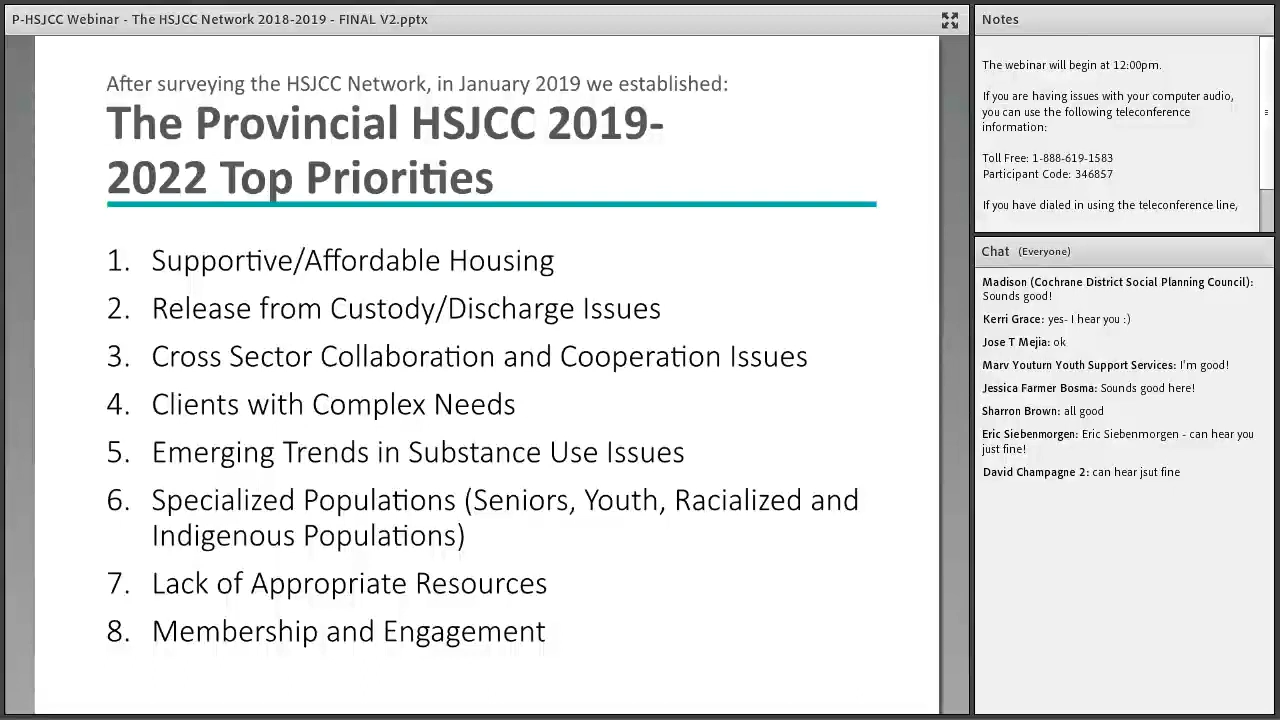 P-HSJCC Webinar - The HSJCC Network 2018-2019 - FINAL V2.pptx
After surveying the HSJCC Network, in January 2019 we established:
The Provincial HSJCC 2019-
2022 Top Priorities
1. Supportive/Affordable Housing
2. Release from Custody/Discharge Issues
3. Cross Sector Collaboration and Cooperation Issues
4. Clients with Complex Needs
5. Emerging Trends in Substance Use Issues
6. Specialized Populations (Seniors, Youth, Racialized and
Indigenous Populations)
7. Lack of Appropriate Resources
8. Membership and Engagement
Notes
The webinar will begin at 12:00pm.
If you are having issues with your computer audio,
you can use the following teleconference
information:
Toll Free: 1-888-619-1583
Participant Code: 346857
If you have dialed in using the teleconference line,
Chat (Everyone)
Madison (Cochrane District Social Planning Council):
Sounds good!
Kerri Grace: yes- I hear you :)
Jose T Mejia: ok
Marv Youturn Youth Support Services: I'm good!
Jessica Farmer Bosma: Sounds good here!
Sharron Brown: all good
Eric Siebenmorgen: Eric Siebenmorgen - can hear you
just fine!
David Champagne 2: can hear jsut fine